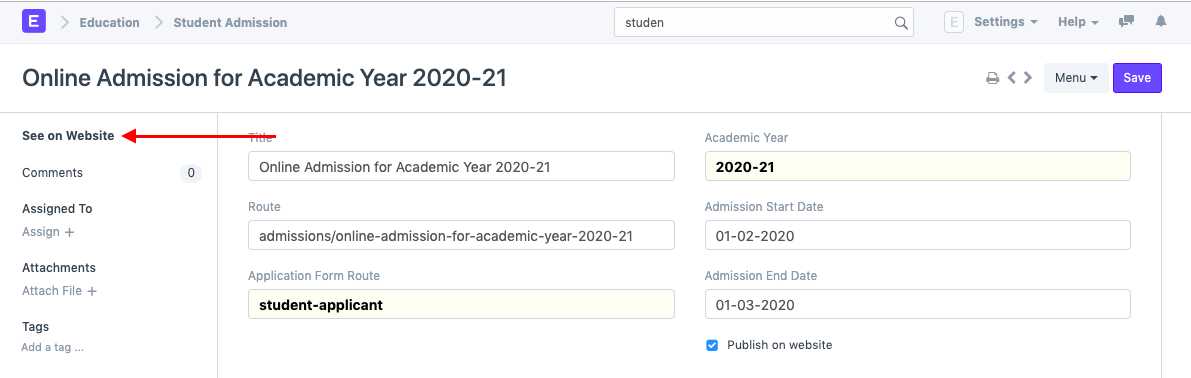 E Education Student Admission studen E Settings Help
Online Admission for Academic Year 2020-21 Menu Save
See on Website
Comments 0
Assigned To
Assign +
Attachments
Attach File +
Tags
Add a tag ...
Title
Online Admission for Academic Year 2020-21
Route
admissions/online-admission-for-academic-year-2020-21
Application Form Route
student-applicant
Academic Year
2020-21
Admission Start Date
01-02-2020
Admission End Date
01-03-2020
Publish on website